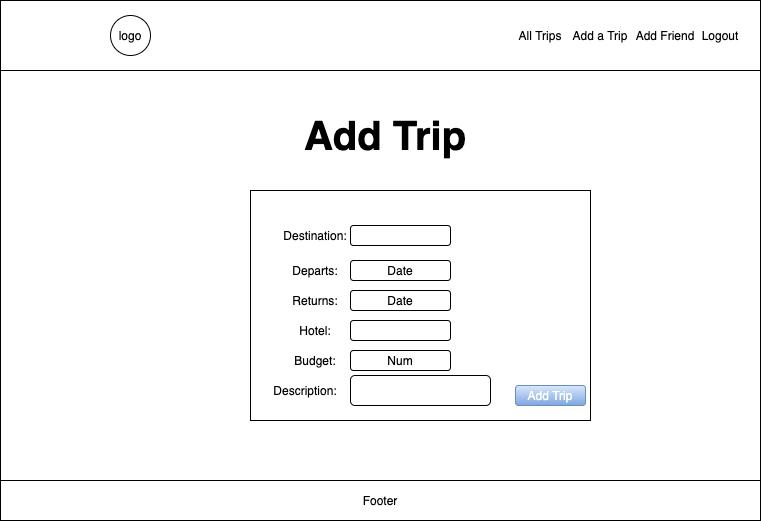 logo All Trips Add a Trip Add Friend Logout
Add Trip
Destination:
Departs: Date
Returns: Date
Hotel:
Budget: Num
Description:
Add Trip
Footer